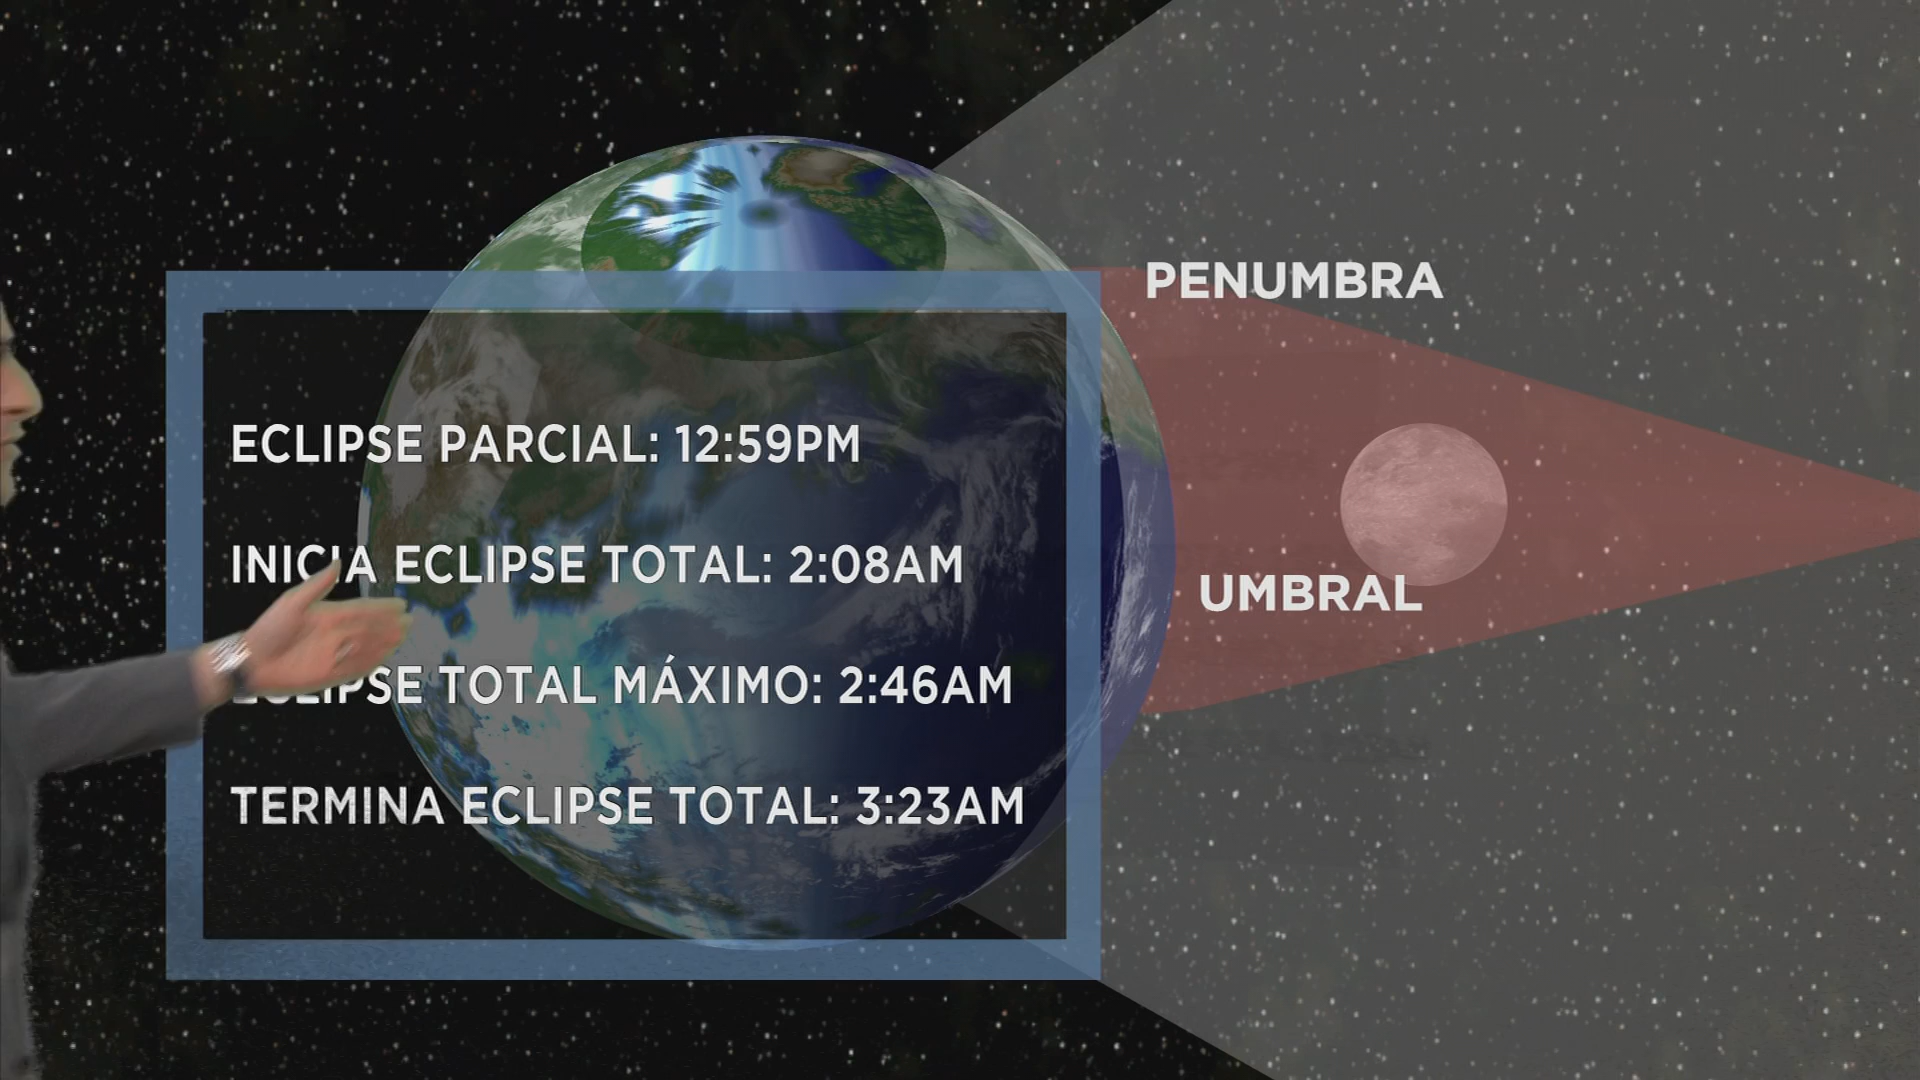 PENUMBRA
ECLIPSE PARCIAL: 12:59PM
INICIA ECLIPSE TOTAL: 2:08AM
UMBRAL
ECLIPSE TOTAL MÁXIMO: 2:46AM
TERMINA ECLIPSE TOTAL: 3:23AM